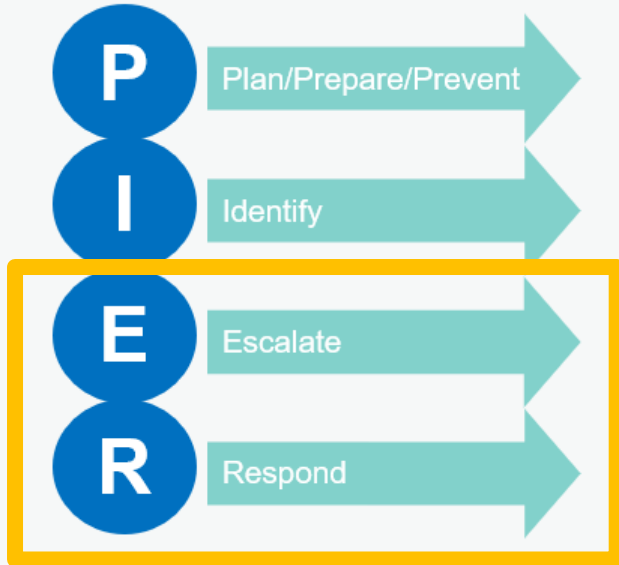 P Plan/Prepare/Prevent
I Identify
E Escalate
R Respond